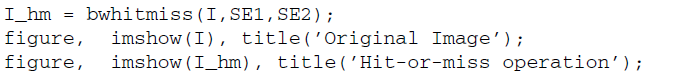 I_hm = bwhitmiss(I,SE1,SE2);
figure,  imshow(I), title(’Original Image’);
figure,  imshow(I_hm), title(’Hit-or-miss operation’);